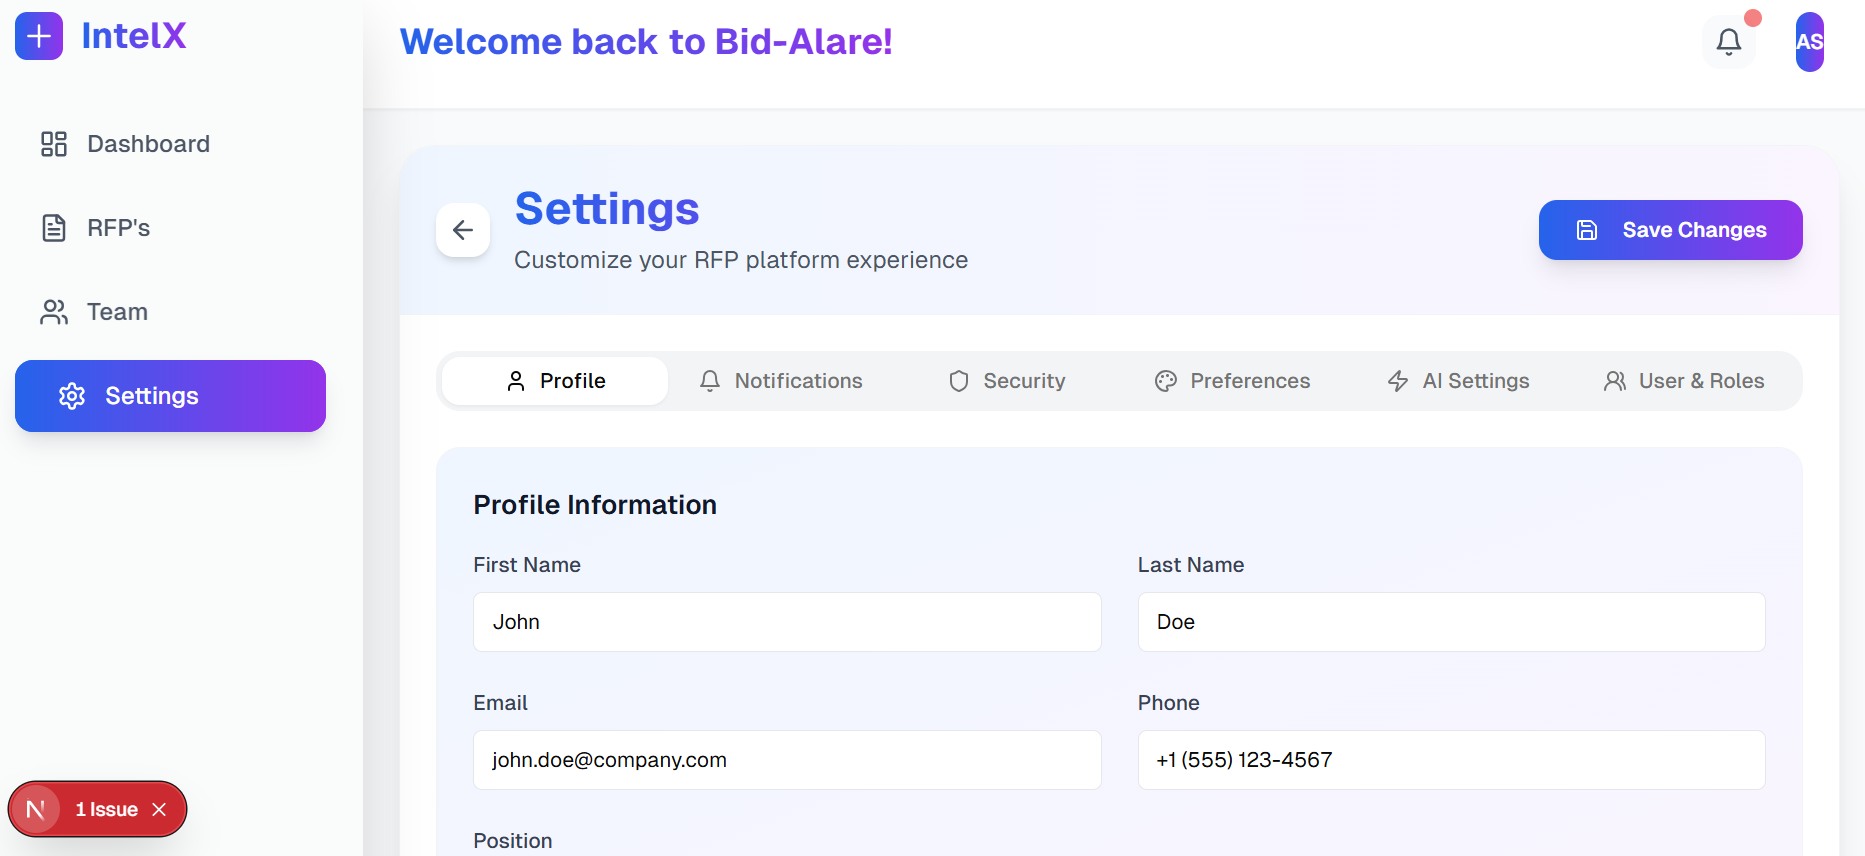 IntelX
Welcome back to Bid-Alare!
AS
Dashboard
RFP's
Team
Settings
Settings
Customize your RFP platform experience
Save Changes
Profile
Notifications
Security
Preferences
AI Settings
User & Roles
Profile Information
First Name
Last Name
John
Doe
Email
Phone
john.doe@company.com
+1 (555) 123-4567
Position
N
1 Issue